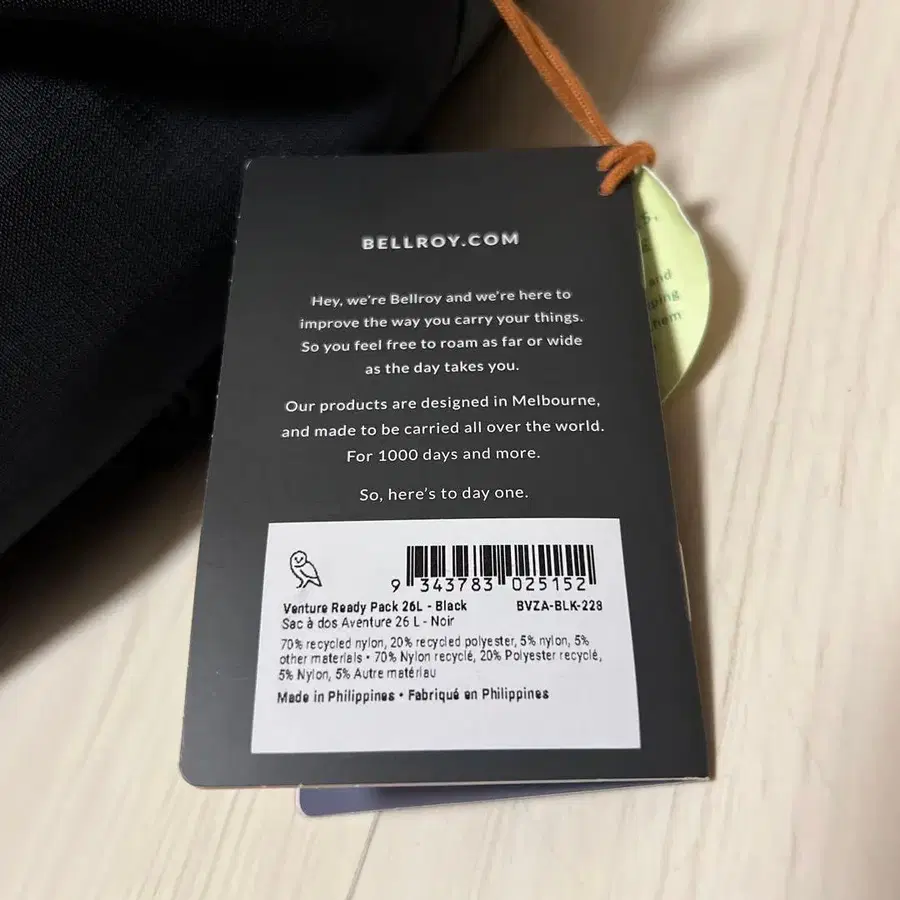 BELLROY.COM
Hey, we're Bellroy and we're here to
improve the way you carry your things.
So you feel free to roam as far or wide
as the day takes you.
Our products are designed in Melbourne,
and made to be carried all over the world.
For 1000 days and more.
So, here's to day one.
9 343783 025152
Venture Ready Pack 26L - Black BVZA-BLK-228
Sac à dos Aventure 26 L - Noir
70% recycled nylon, 20% recycled polyester, 5% nylon, 5%
other materials • 70% Nylon recyclé, 20% Polyester recyclé,
5% Nylon, 5% Autre matériau
Made in Philippines • Fabriqué en Philippines
and